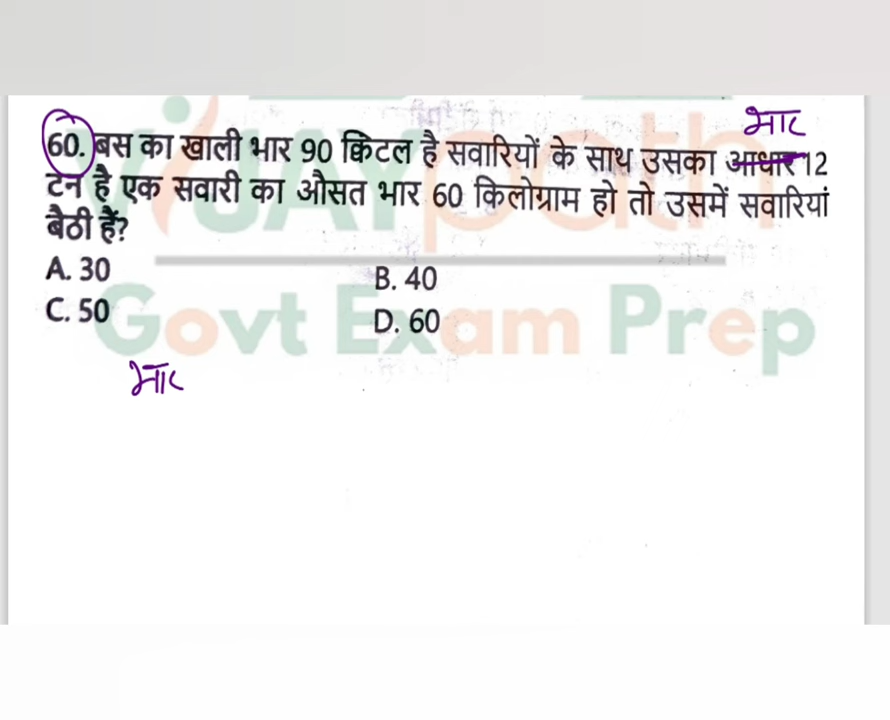 भार
60. बस का खाली भार 90 क्विटल है सवारियों के साथ उसका आधार 12
टन है एक सवारी का औसत भार 60 किलोग्राम हो तो उसमें सवारियां
बैठी हैं?
A. 30 B. 40
C. 50 D. 60
भार
VIJAYpath
Govt Exam Prep